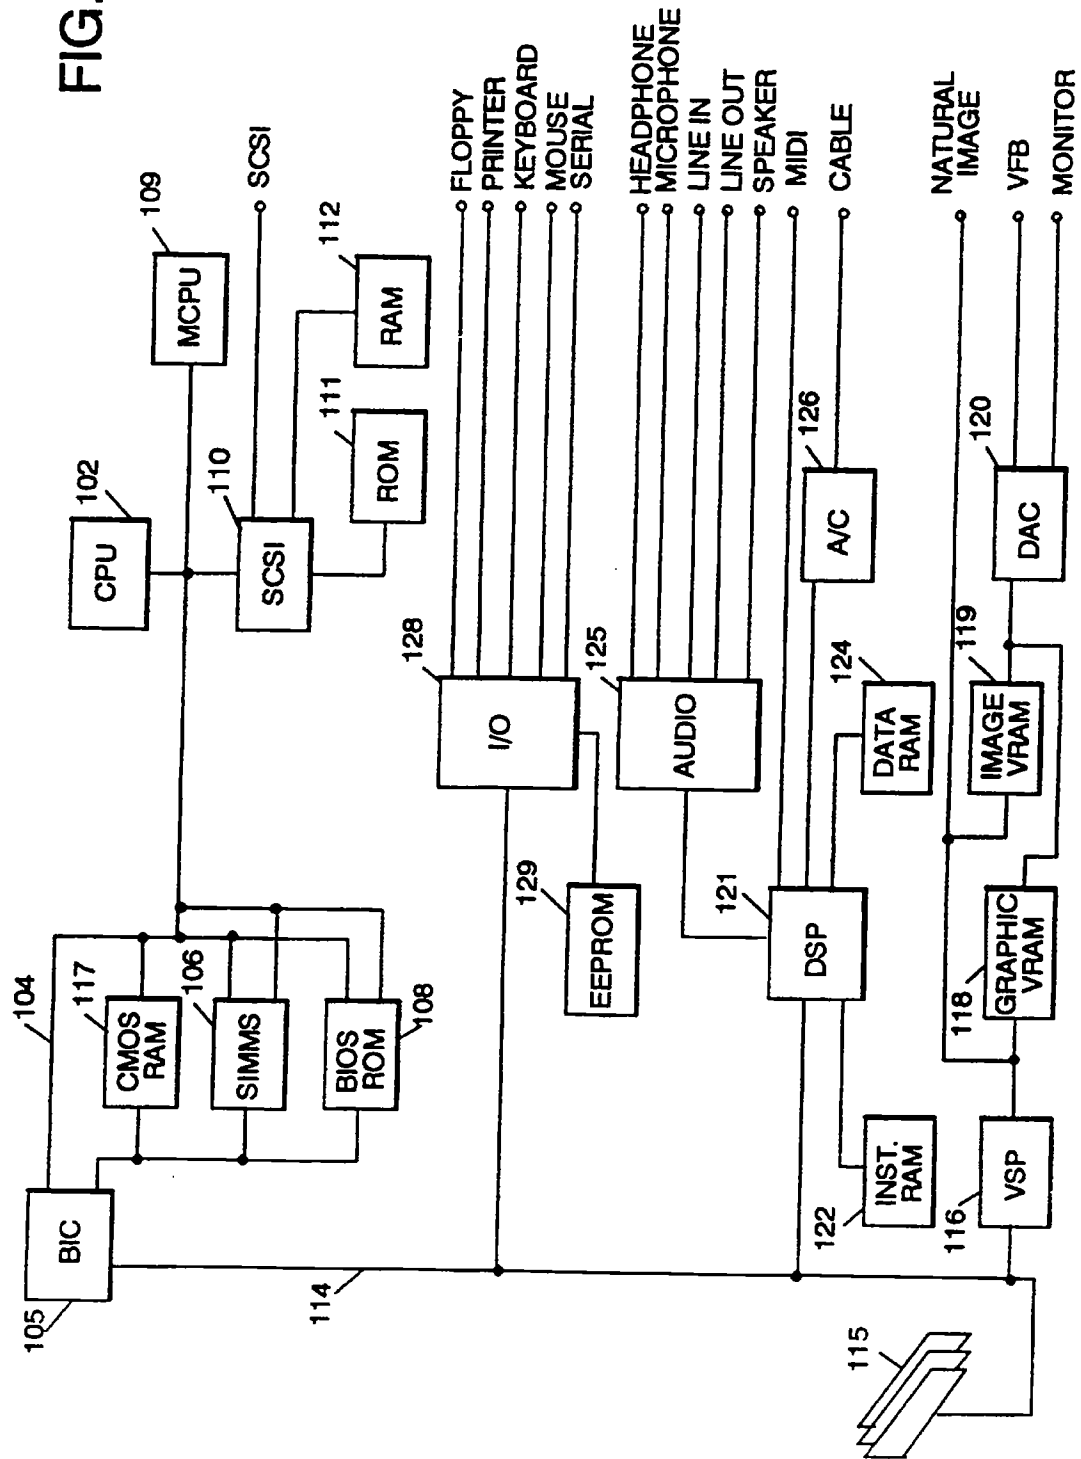 FIG.
CPU
102
MCPU
109
SCSI
110
SCSI
ROM
111
RAM
112
BIC
105
104
CMOS
RAM
117
SIMMS
106
BIOS
ROM
108
114
I/O
128
FLOPPY
PRINTER
KEYBOARD
MOUSE
SERIAL
EEPROM
129
AUDIO
125
HEADPHONE
MICROPHONE
LINE IN
LINE OUT
SPEAKER
MIDI
DSP
121
A/C
126
CABLE
DATA
RAM
124
INST.
RAM
122
VSP
116
GRAPHIC
VRAM
118
IMAGE
VRAM
119
DAC
120
NATURAL
IMAGE
VFB
MONITOR
115